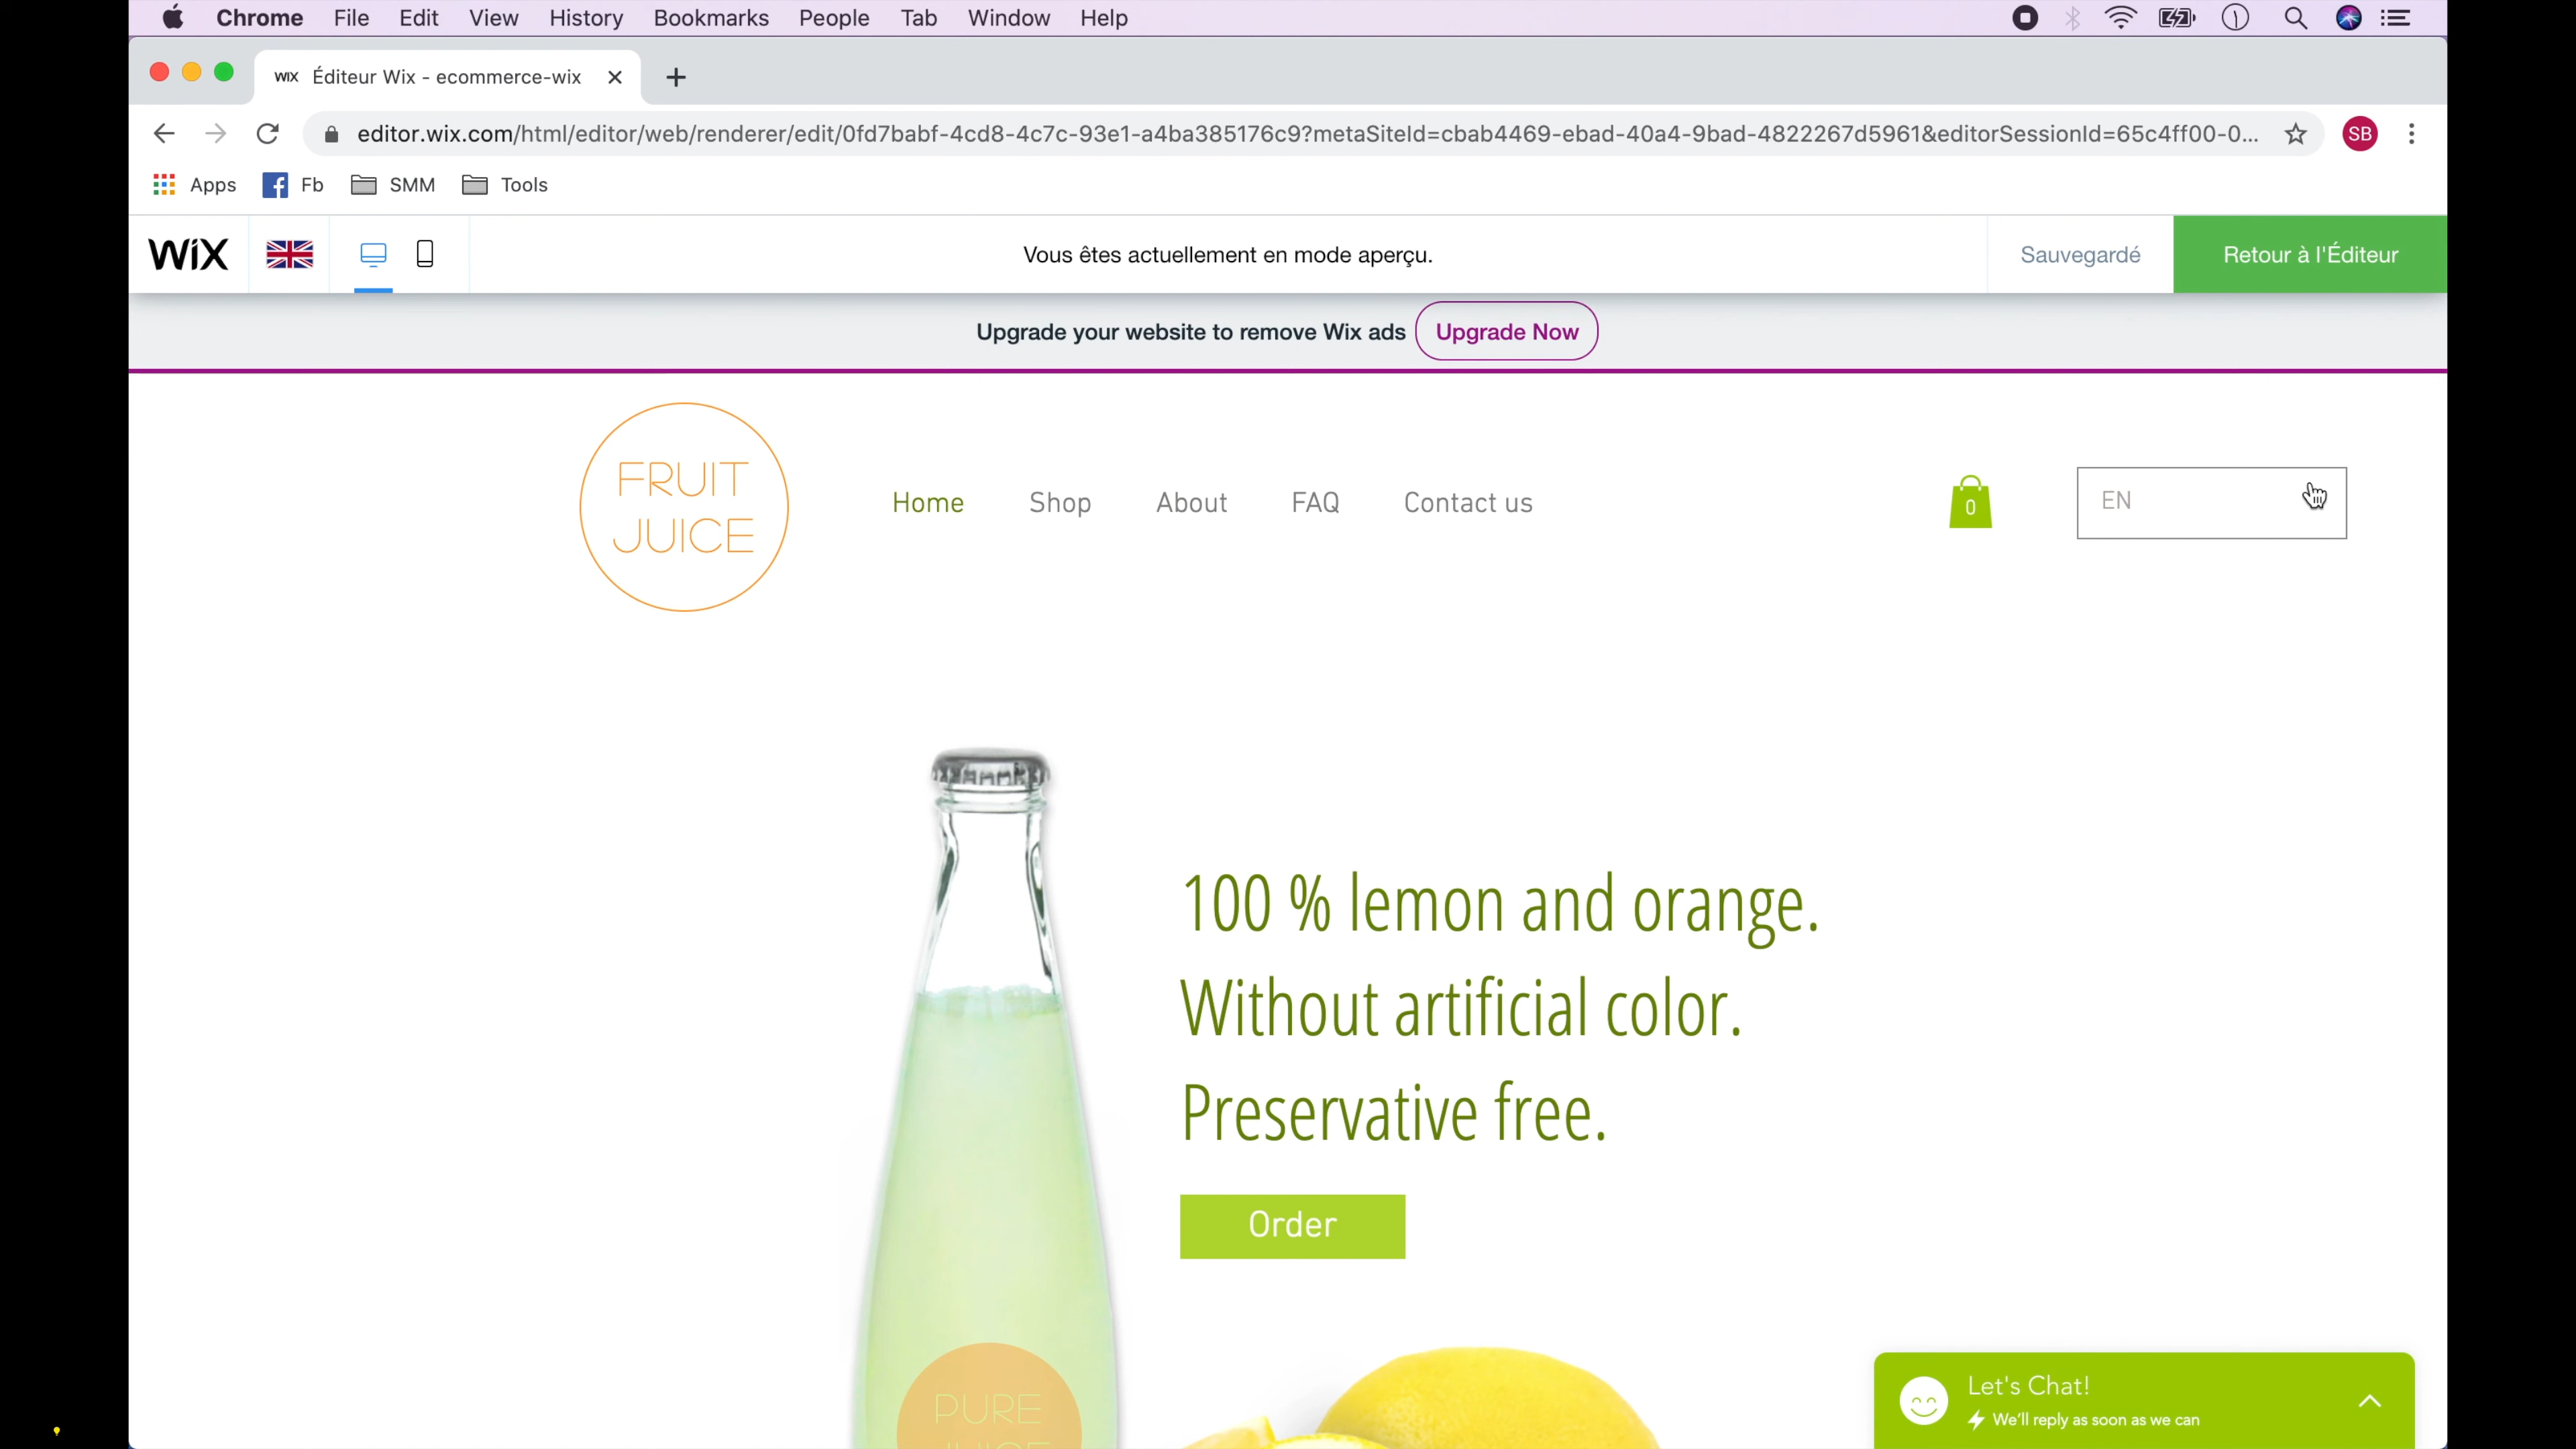 Chrome File Edit View History Bookmarks People Tab Window Help
WiX Éditeur Wix - ecommerce-wix
editor.wix.com/html/editor/web/renderer/edit/0fd7babf-4cd8-4c7c-93e1-a4ba385176c9?metaSiteId=cbab4469-ebad-40a4-9bad-4822267d5961&editorSessionId=65c4ff00-0...
SB
Apps Fb SMM Tools
WiX
Vous êtes actuellement en mode aperçu.
Sauvegardé
Retour à l'Éditeur
Upgrade your website to remove Wix ads Upgrade Now
FRUIT
JUICE
Home Shop About FAQ Contact us
0
EN
100 % lemon and orange.
Without artificial color.
Preservative free.
Order
PURE
JUICE
Let's Chat!
We'll reply as soon as we can